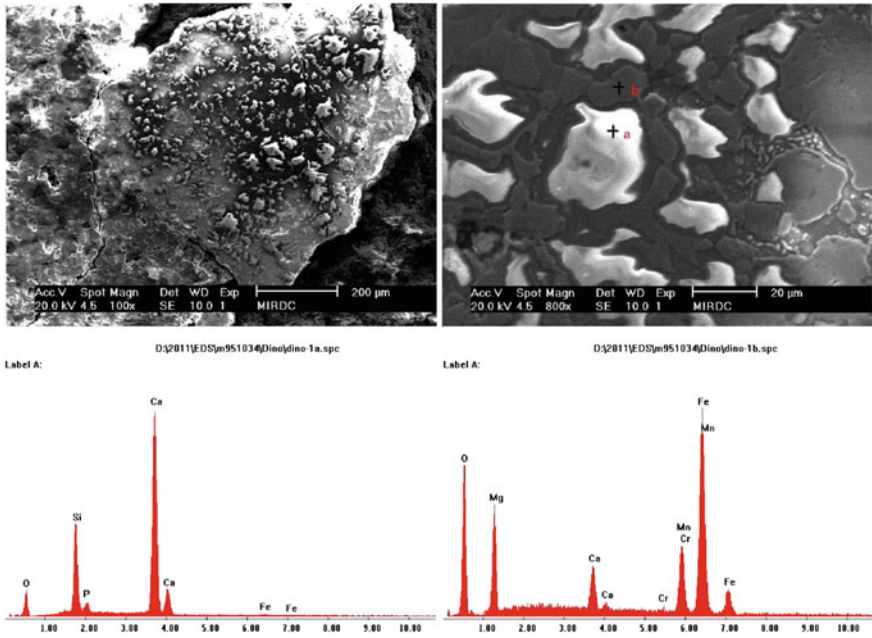 a
b
Acc.V Spot Magn Det WD Exp 200 µm
20.0 kV 4.5 100x SE 10.0 1 MIRDC
Acc.V Spot Magn Det WD Exp 20 µm
20.0 kV 4.5 800x SE 10.0 1 MIRDC
D:\2011\EDS\m951034\Dino\dino-1a.spc
Label A:
Ca
Si
O
P
Ca
Fe Fe
1.00 2.00 3.00 4.00 5.00 6.00 7.00 8.00 9.00 10.00
D:\2011\EDS\m951034\Dino\dino-1b.spc
Label A:
Fe
Mn
O
Mg
Mn
Cr
Ca
Ca
Cr
Fe
1.00 2.00 3.00 4.00 5.00 6.00 7.00 8.00 9.00 10.0